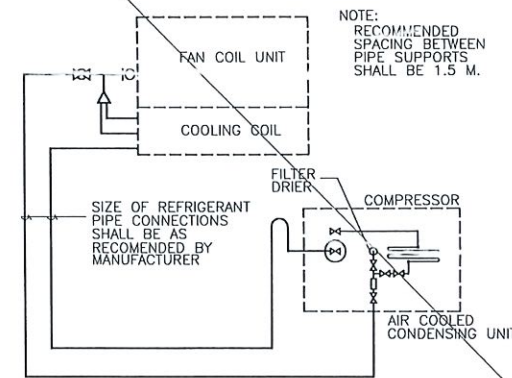 NOTE:
RECOMMENDED
SPACING BETWEEN
PIPE SUPPORTS
SHALL BE 1.5 M.
FAN COIL UNIT
COOLING COIL
FILTER
DRIER
COMPRESSOR
SIZE OF REFRIGERANT
PIPE CONNECTIONS
SHALL BE AS
RECOMENDED BY
MANUFACTURER
AIR COOLED
CONDENSING UNIT